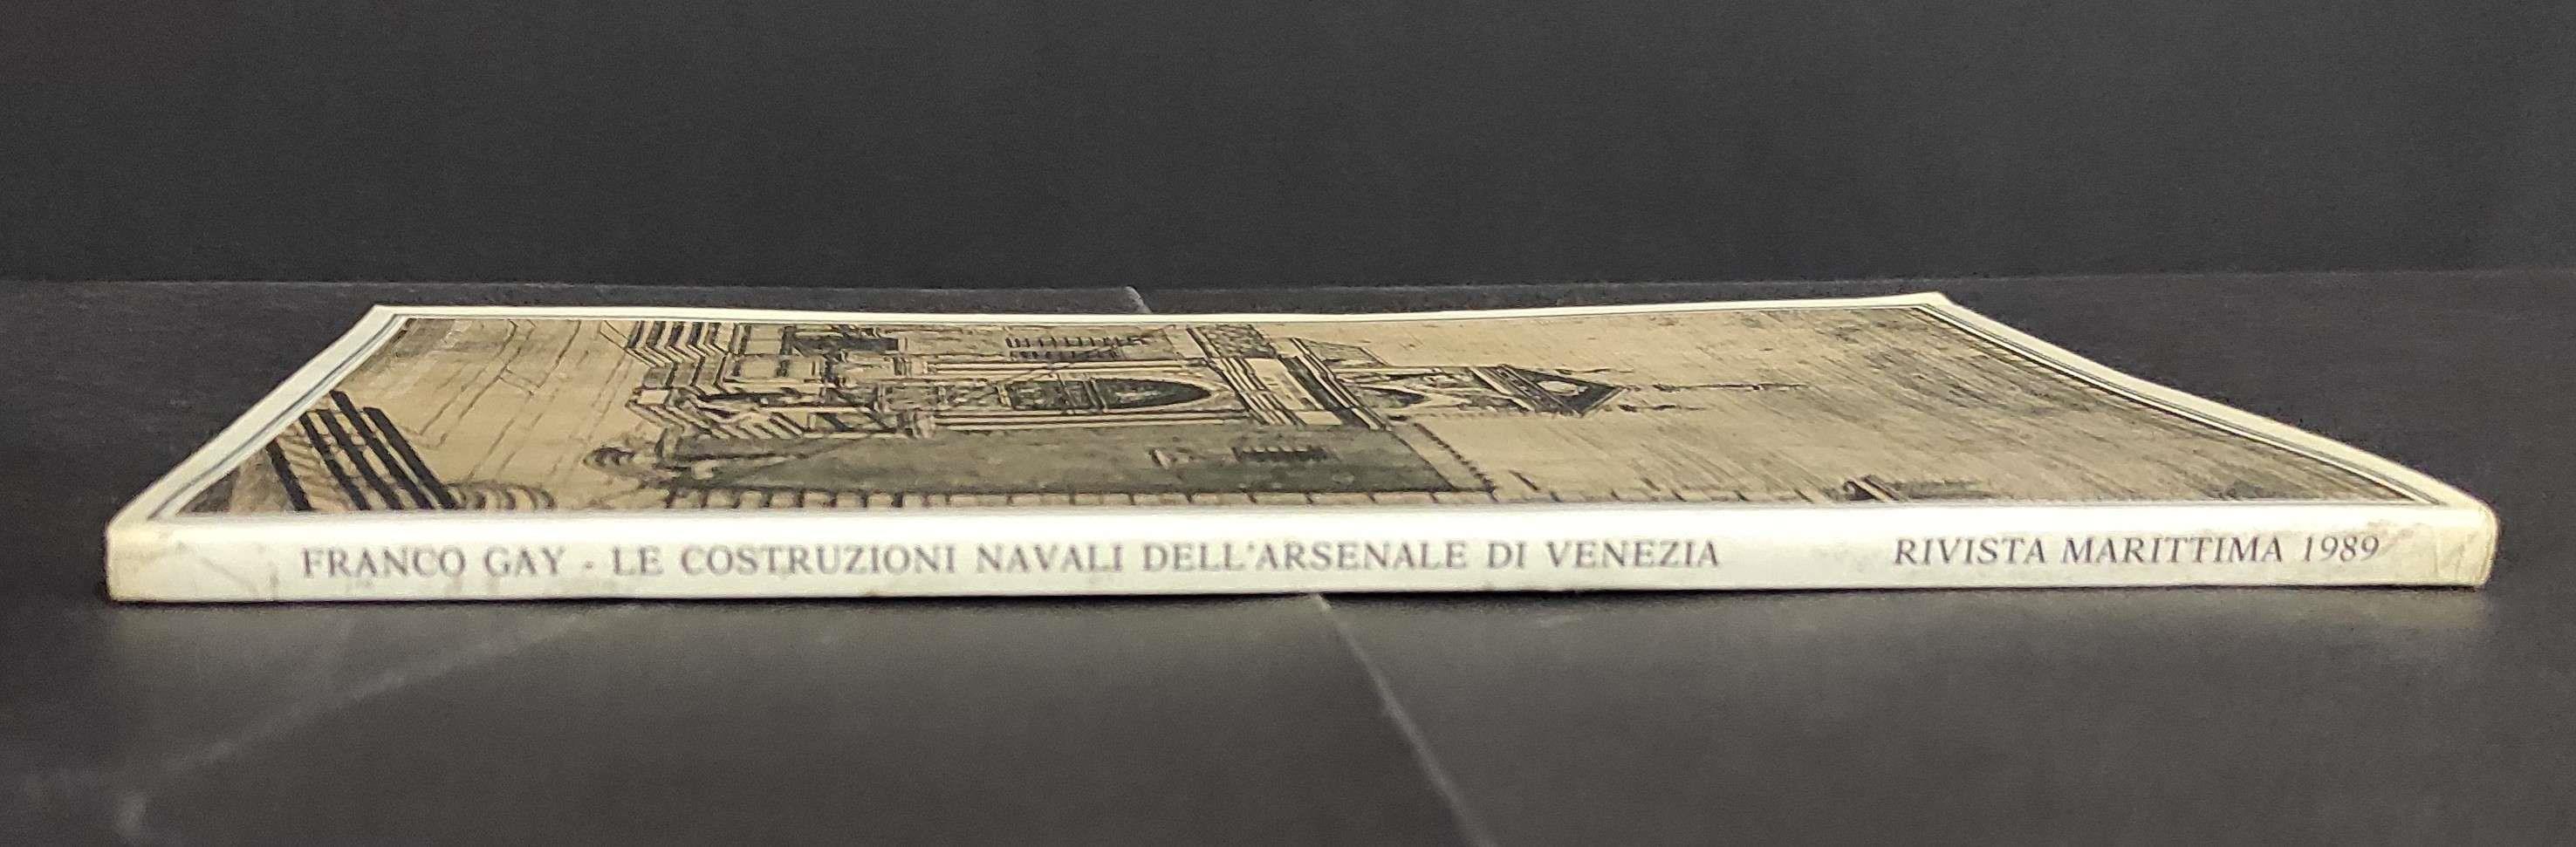 FRANCO GAY - LE COSTRUZIONI NAVALI DELL'ARSENALE DI VENEZIA RIVISTA MARITTIMA 1989